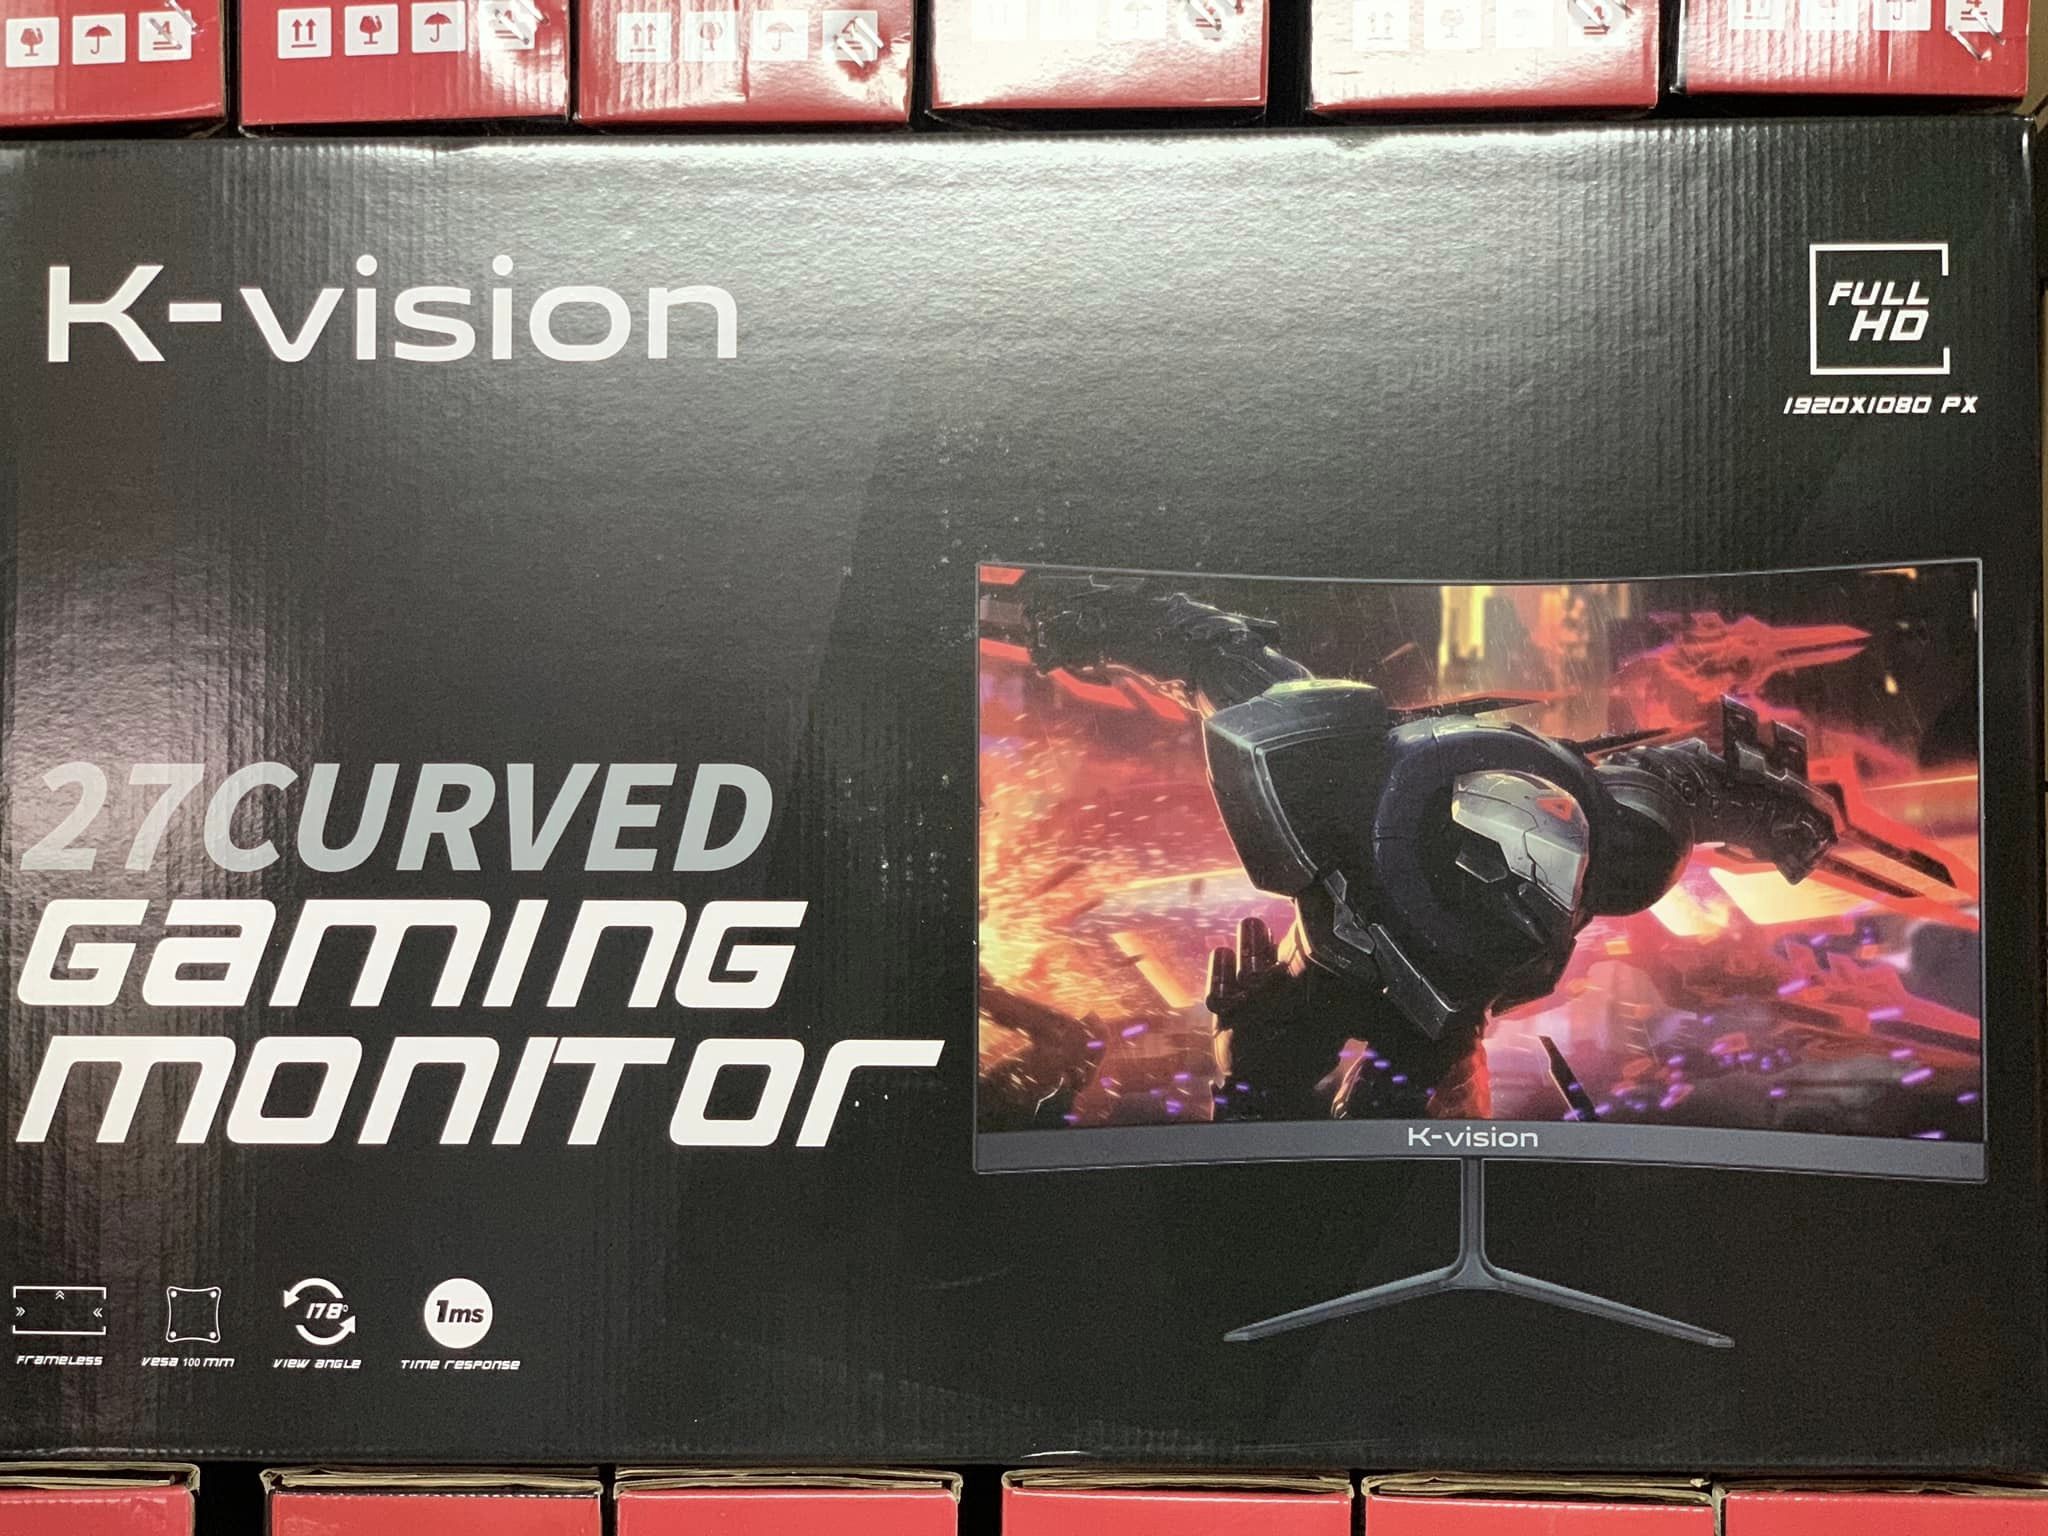 K-vision
FULL
HD
1920X1080 PX
27CURVED
GAMING
MONITOR
K-vision
178°
1ms
FRAMELESS
VESA 100 MM
VIEW ANGLE
TIME RESPONSE